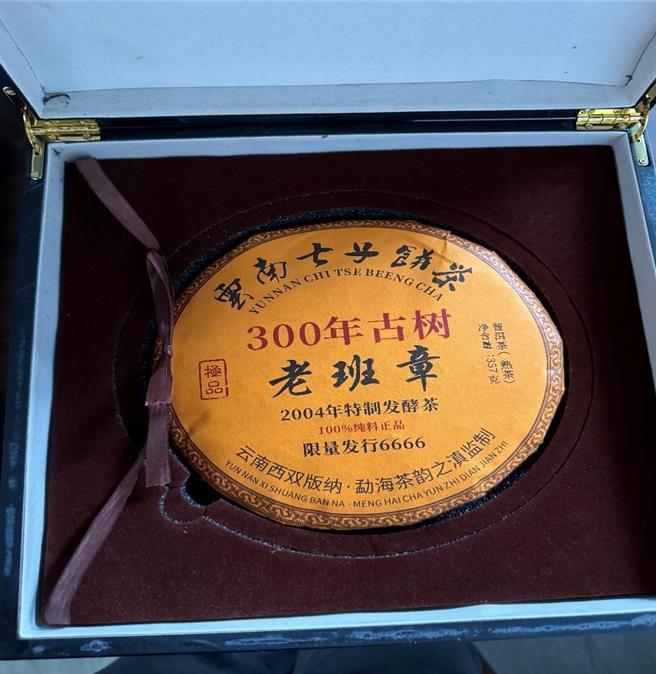 雲南七子餅茶
YUNNAN CHI TSE BEENG CHA
300年古树
老班章
極品
普洱茶(熟茶)
净含量:357克
2004年特制发酵茶
100%纯料正品
限量发行6666
云南西双版纳·勐海茶韵之滇监制
YUN NAN XI SHUANG BAN NA · MENG HAI CHA YUN ZHI DIAN JIAN ZHI